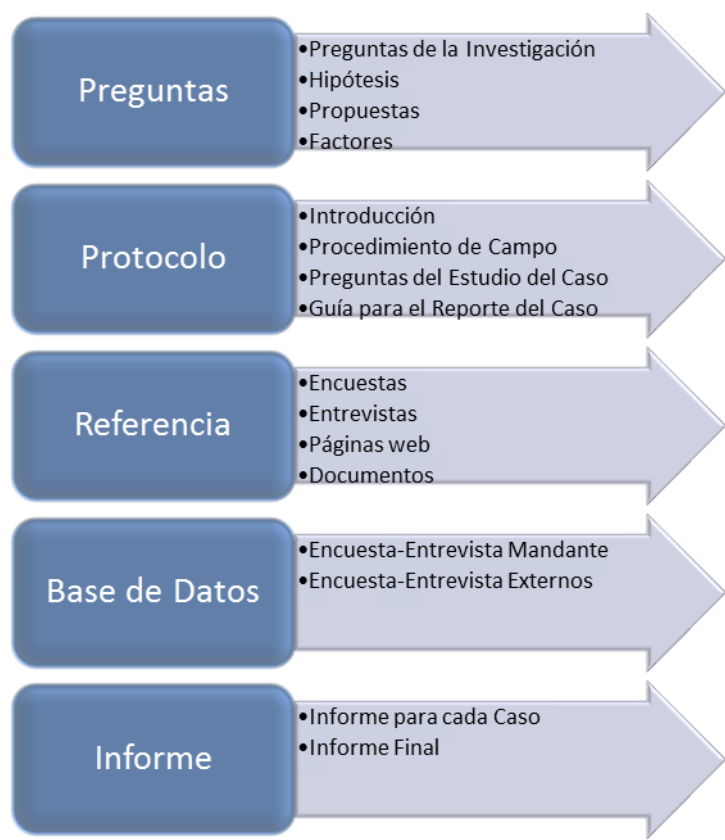 Preguntas
•Preguntas de la Investigación
•Hipótesis
•Propuestas
•Factores
Protocolo
•Introducción
•Procedimiento de Campo
•Preguntas del Estudio del Caso
•Guía para el Reporte del Caso
Referencia
•Encuestas
•Entrevistas
•Páginas web
•Documentos
Base de Datos
•Encuesta-Entrevista Mandante
•Encuesta-Entrevista Externos
Informe
•Informe para cada Caso
•Informe Final